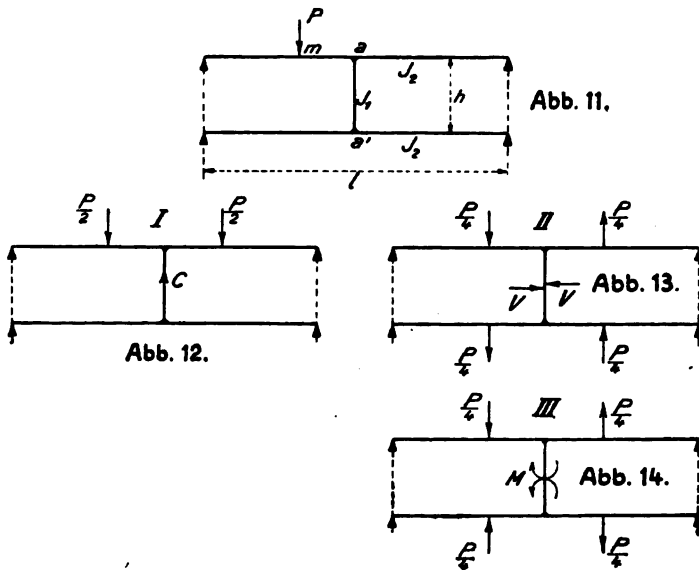 P
m a
J₂
J₁ h Abb. 11.
a' J₂
l
P/2 I P/2
C
Abb. 12.
P/4 II P/4
V V Abb. 13.
P/4 P/4
P/4 III P/4
M Abb. 14.
P/4 P/4